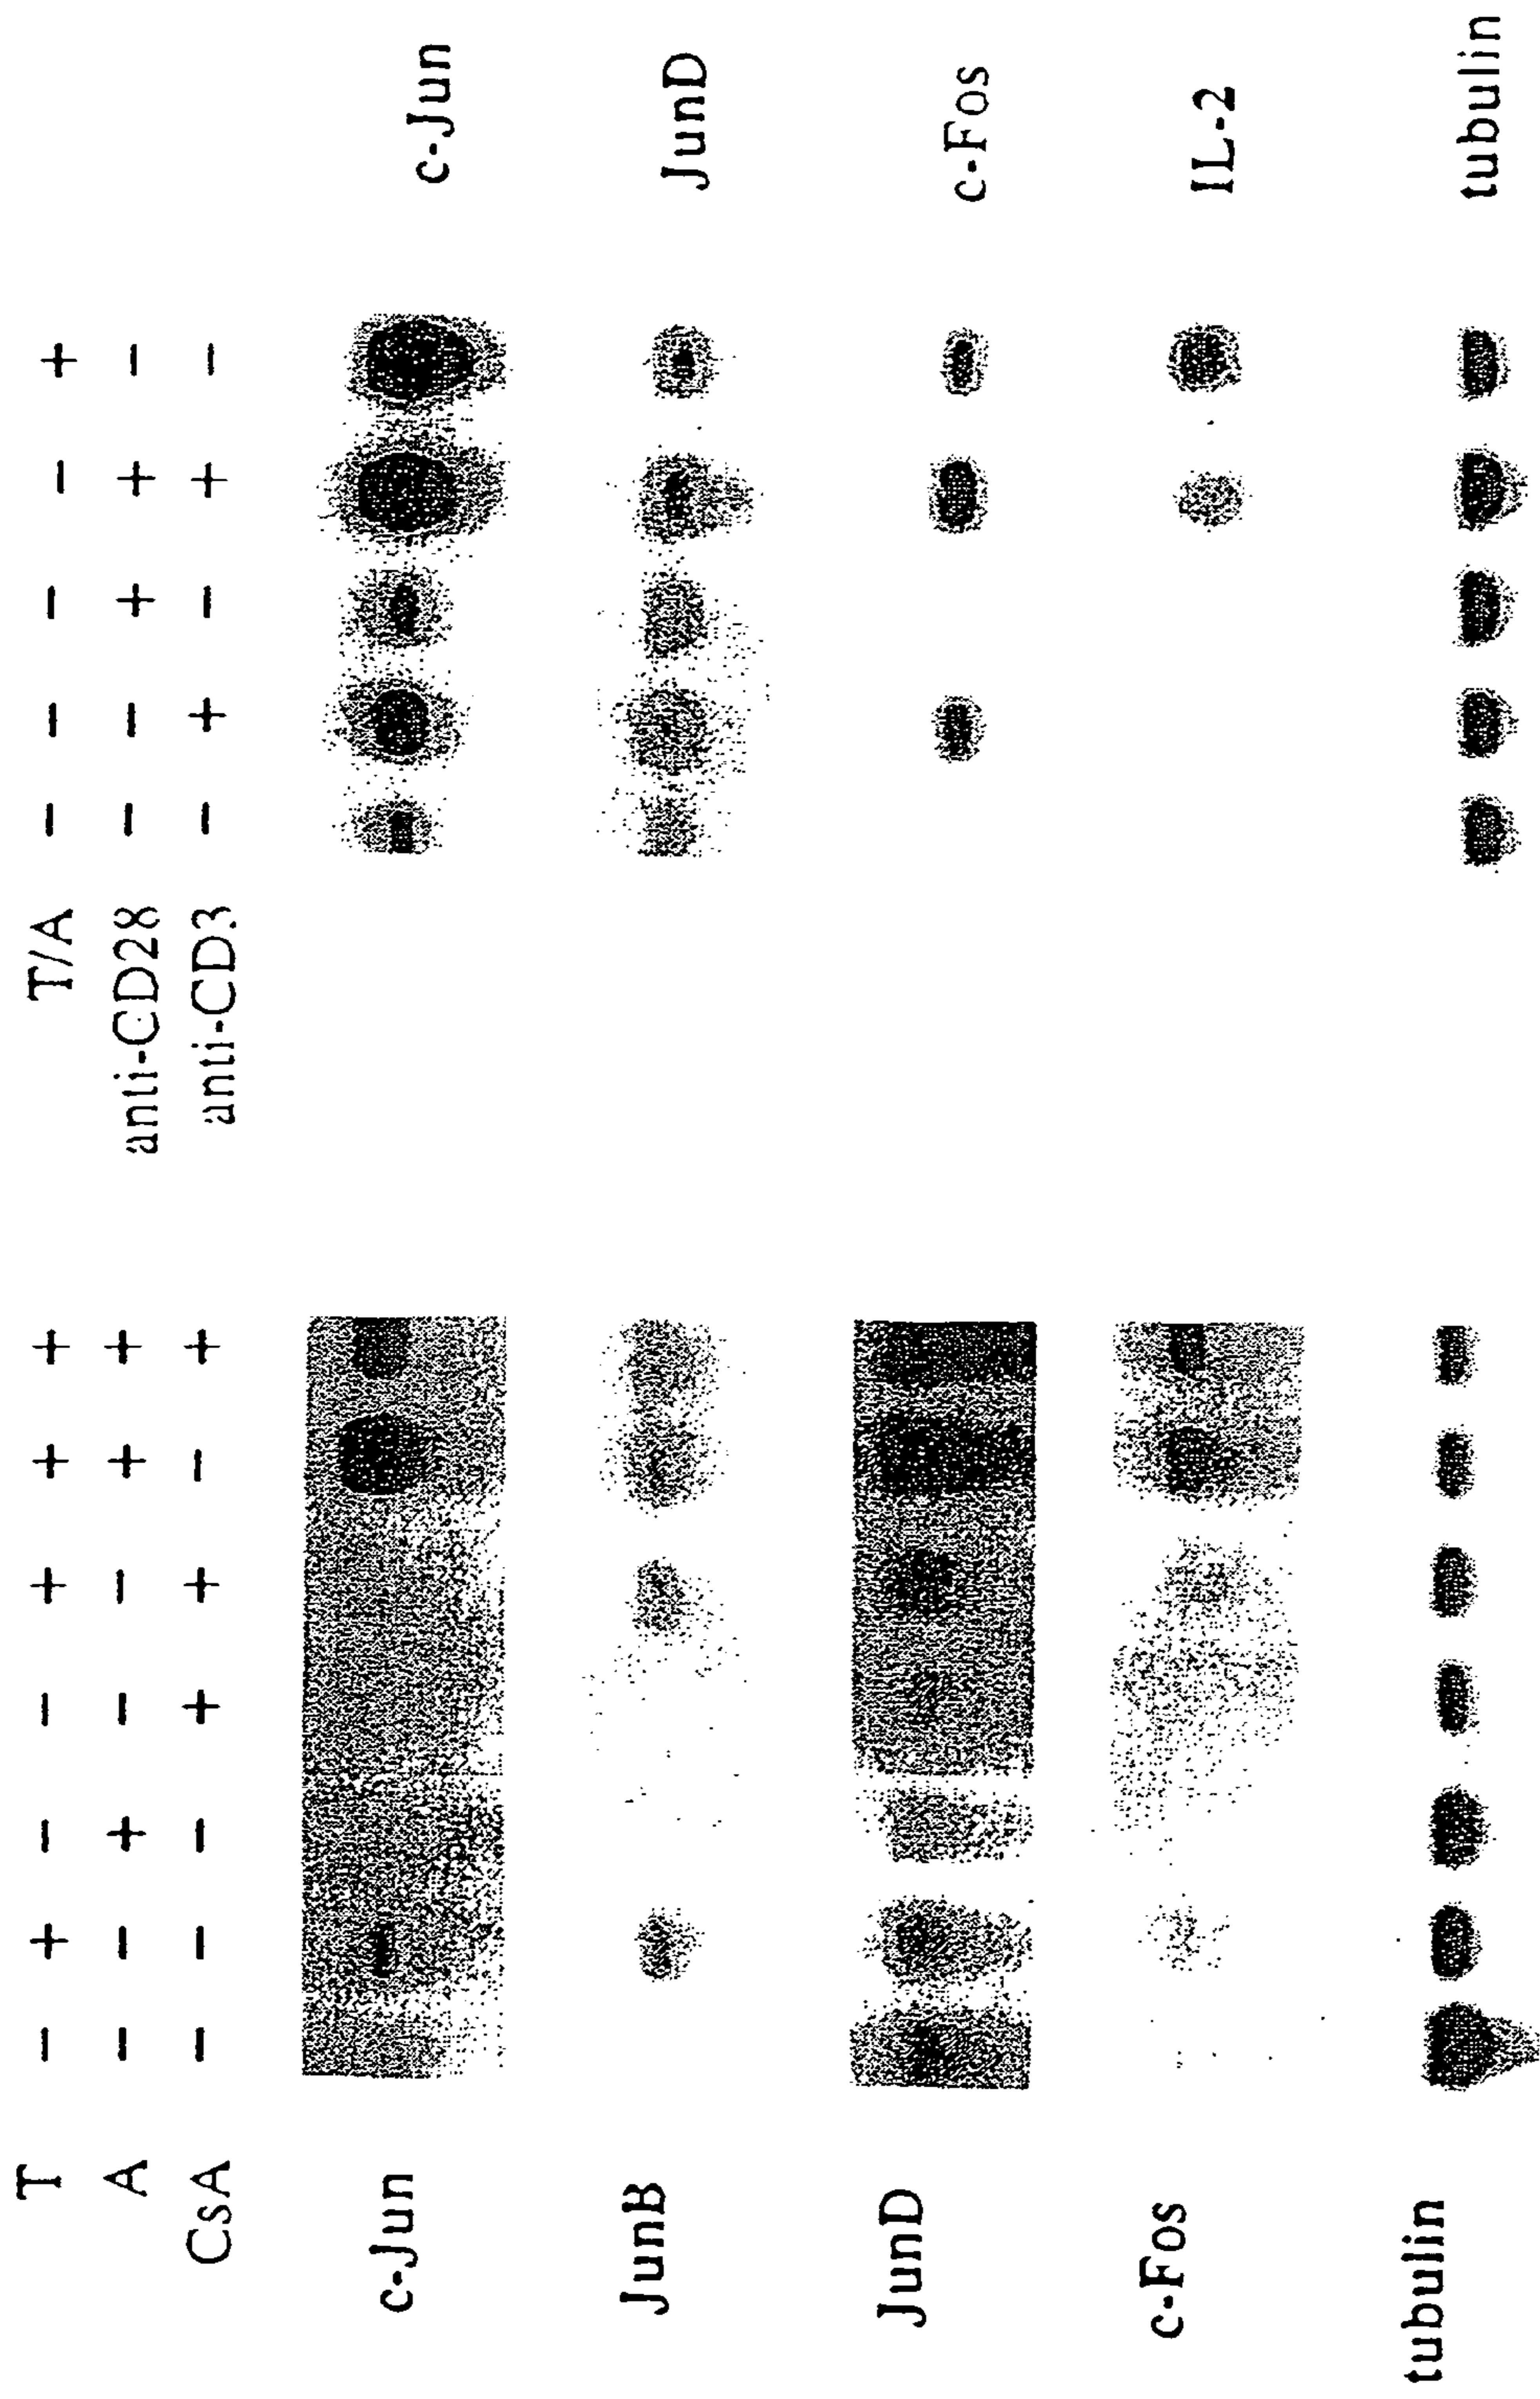 T − + − − + + +
A − − + − − + +
CsA − − − + + − +
c-Jun
JunB
JunD
c-Fos
tubulin
T/A − − − − +
anti-CD28 − − + + −
anti-CD3 − + − + −
c-Jun
JunD
c-Fos
IL-2
tubulin